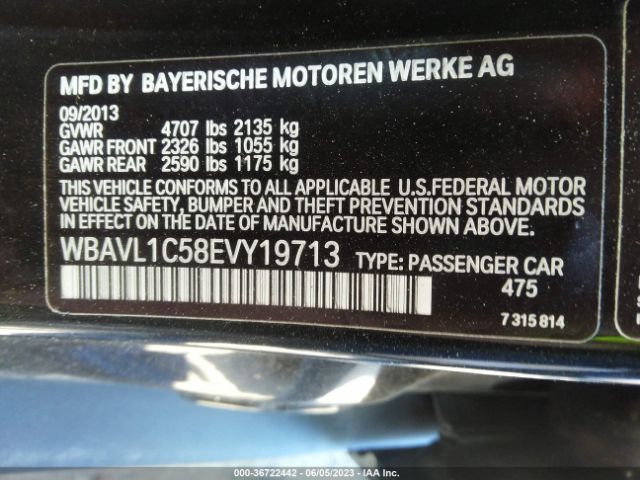 MFD BY BAYERISCHE MOTOREN WERKE AG
09/2013
GVWR 4707 lbs 2135 kg
GAWR FRONT 2326 lbs 1055 kg
GAWR REAR 2590 lbs 1175 kg
THIS VEHICLE CONFORMS TO ALL APPLICABLE U.S.FEDERAL MOTOR
VEHICLE SAFETY, BUMPER AND THEFT PREVENTION STANDARDS
IN EFFECT ON THE DATE OF MANUFACTURE SHOWN ABOVE.
WBAVL1C58EVY19713 TYPE: PASSENGER CAR
475
7 315 814
000-36722442 - 06/05/2023 - IAA Inc.